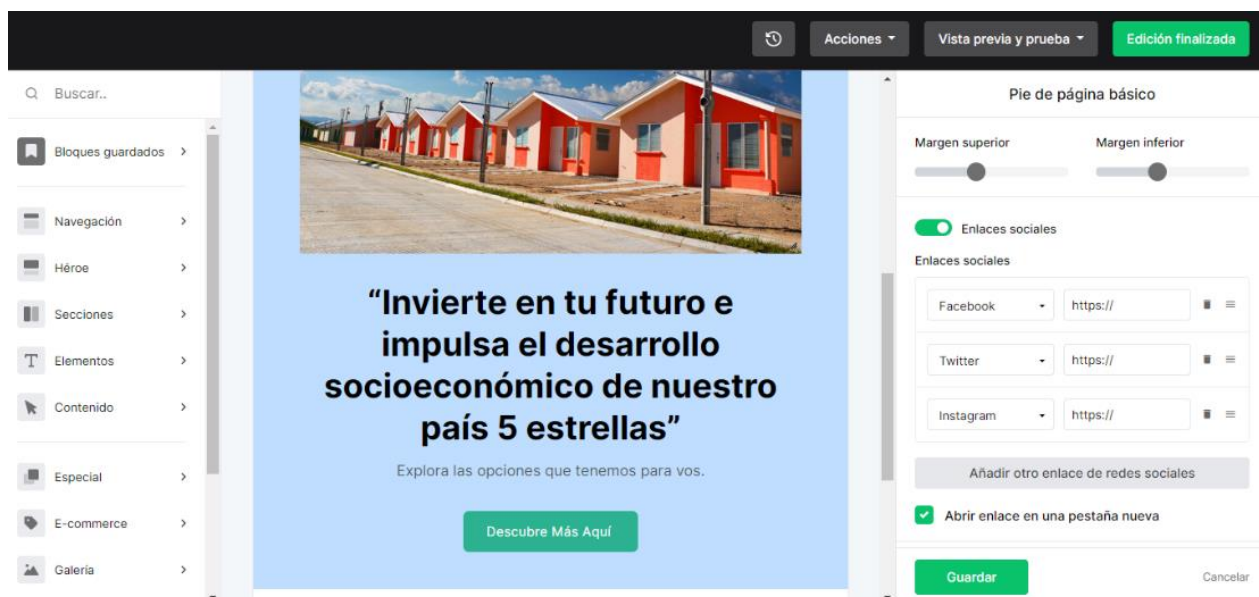 Acciones
Vista previa y prueba
Edición finalizada
Buscar..
Bloques guardados
Navegación
Héroe
Secciones
Elementos
Contenido
Especial
E-commerce
Galería
“Invierte en tu futuro e
impulsa el desarrollo
socioeconómico de nuestro
país 5 estrellas”
Explora las opciones que tenemos para vos.
Descubre Más Aquí
Pie de página básico
Margen superior
Margen inferior
Enlaces sociales
Enlaces sociales
Facebook
https://
Twitter
https://
Instagram
https://
Añadir otro enlace de redes sociales
Abrir enlace en una pestaña nueva
Guardar
Cancelar